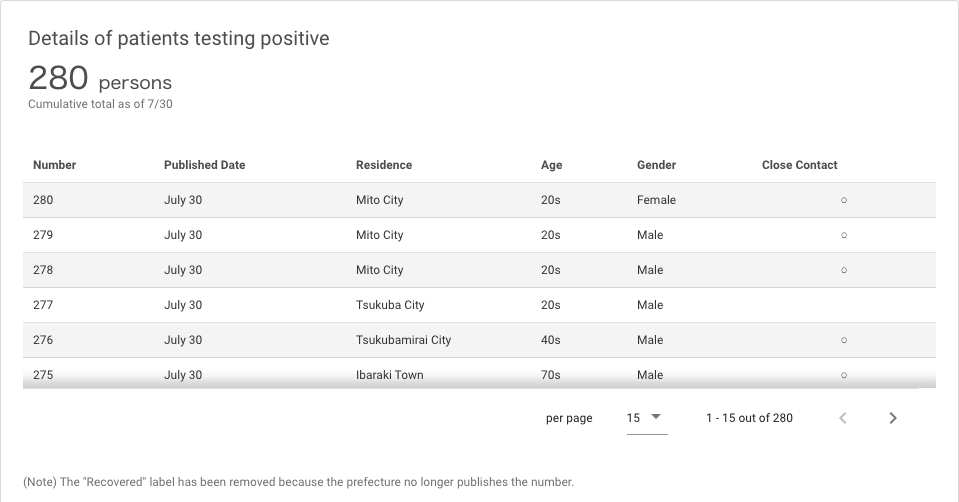 Details of patients testing positive
280 persons
Cumulative total as of 7/30
Number Published Date Residence Age Gender Close Contact
280 July 30 Mito City 20s Female ○
279 July 30 Mito City 20s Male ○
278 July 30 Mito City 20s Male ○
277 July 30 Tsukuba City 20s Male
276 July 30 Tsukubamirai City 40s Male ○
275 July 30 Ibaraki Town 70s Male ○
per page 15 1 - 15 out of 280
(Note) The "Recovered" label has been removed because the prefecture no longer publishes the number.